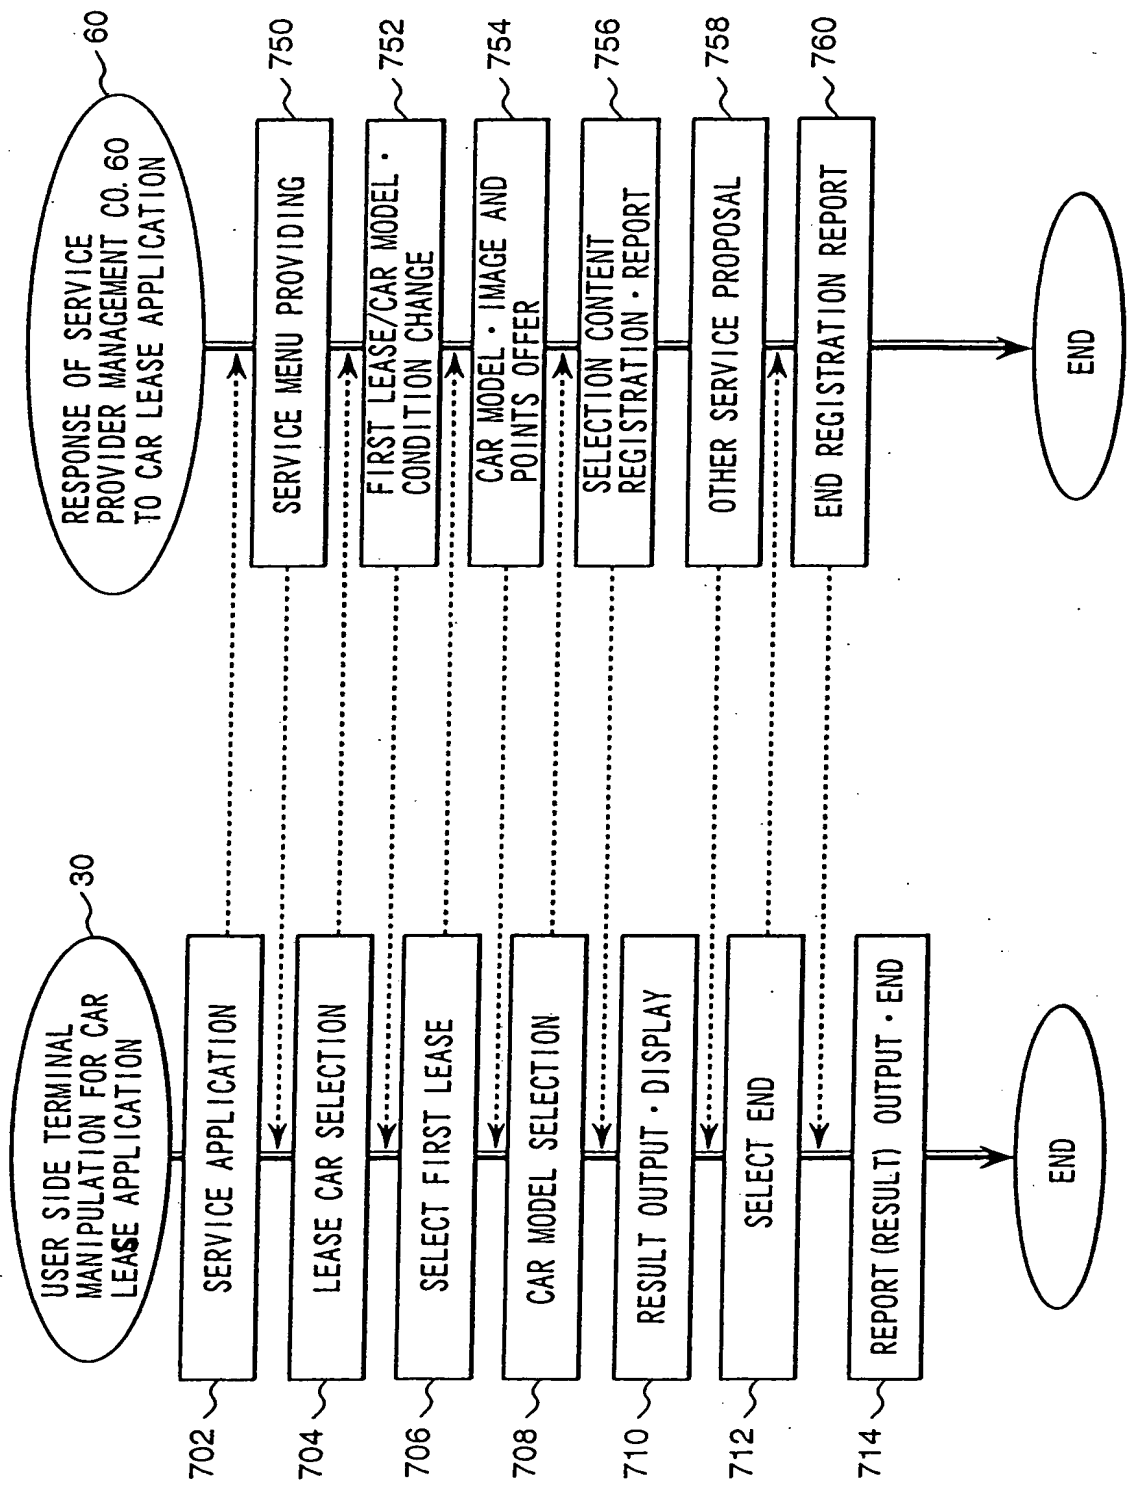 USER SIDE TERMINAL
MANIPULATION FOR CAR
LEASE APPLICATION
30
702
SERVICE APPLICATION
704
LEASE CAR SELECTION
706
SELECT FIRST LEASE
708
CAR MODEL SELECTION
710
RESULT OUTPUT・DISPLAY
712
SELECT END
714
REPORT (RESULT) OUTPUT・END
END
RESPONSE OF SERVICE
PROVIDER MANAGEMENT CO. 60
TO CAR LEASE APPLICATION
60
SERVICE MENU PROVIDING
750
FIRST LEASE/CAR MODEL・
CONDITION CHANGE
752
CAR MODEL・IMAGE AND
POINTS OFFER
754
SELECTION CONTENT
REGISTRATION・REPORT
756
OTHER SERVICE PROPOSAL
758
END REGISTRATION REPORT
760
END